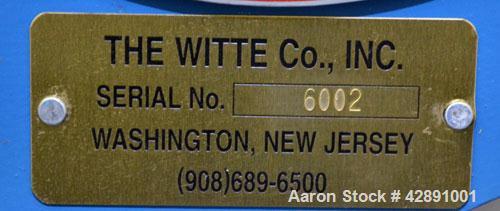 THE WITTE Co., INC.
SERIAL No. 6002
WASHINGTON, NEW JERSEY
(908)689-6500
Aaron Stock # 42891001